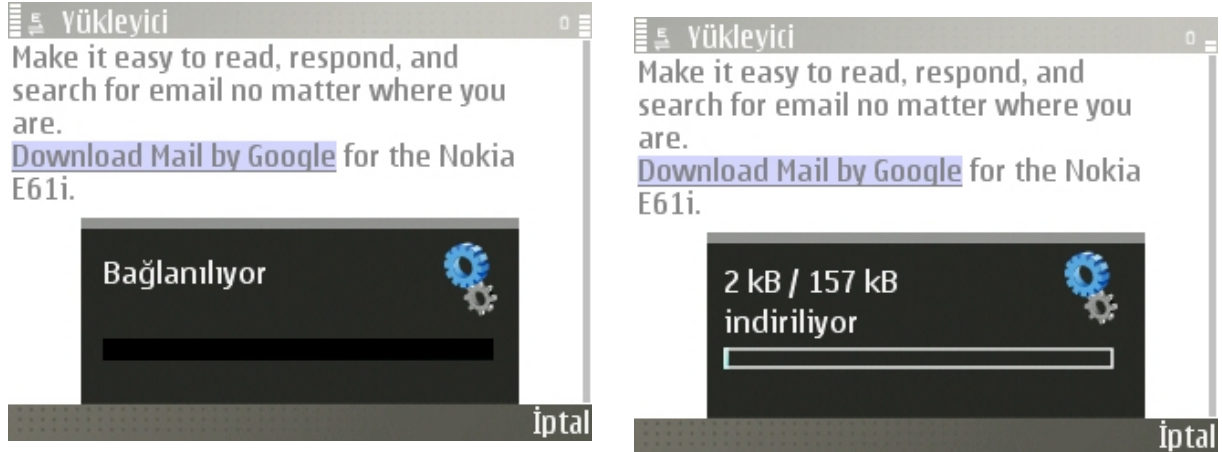 Yükleyici
Make it easy to read, respond, and
search for email no matter where you
are.
Download Mail by Google for the Nokia
E61i.
Bağlanılıyor
İptal
Yükleyici
Make it easy to read, respond, and
search for email no matter where you
are.
Download Mail by Google for the Nokia
E61i.
2 kB / 157 kB
indiriliyor
İptal